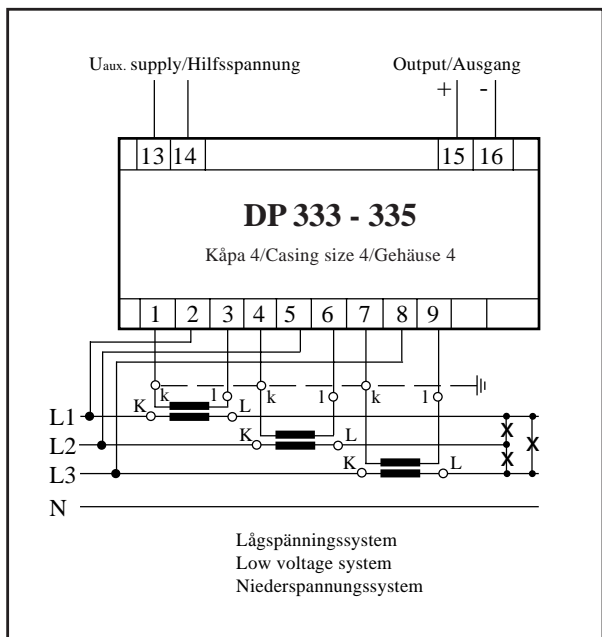 Uaux. supply/Hilfsspannung Output/Ausgang
+ -
13 14 15 16
DP 333 - 335
Kåpa 4/Casing size 4/Gehäuse 4
1 2 3 4 5 6 7 8 9
k l k l k l
L1 K L
L2 K L
L3 K L
N
X X X
Lågspänningssystem
Low voltage system
Niederspannungssystem